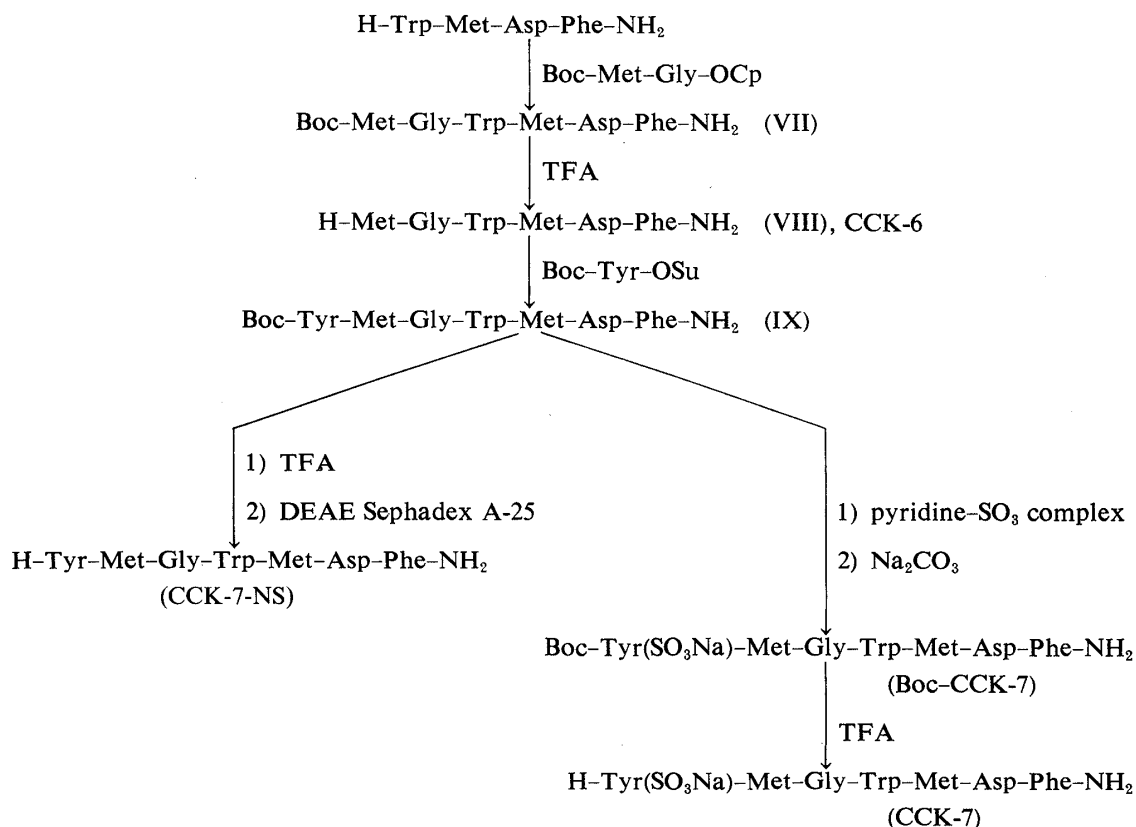 H–Trp–Met–Asp–Phe–NH₂
Boc–Met–Gly–OCp
Boc–Met–Gly–Trp–Met–Asp–Phe–NH₂ (VII)
TFA
H–Met–Gly–Trp–Met–Asp–Phe–NH₂ (VIII), CCK-6
Boc–Tyr–OSu
Boc–Tyr–Met–Gly–Trp–Met–Asp–Phe–NH₂ (IX)
1) TFA
2) DEAE Sephadex A-25
H–Tyr–Met–Gly–Trp–Met–Asp–Phe–NH₂
(CCK-7-NS)
1) pyridine–SO₃ complex
2) Na₂CO₃
Boc–Tyr(SO₃Na)–Met–Gly–Trp–Met–Asp–Phe–NH₂
(Boc–CCK-7)
TFA
H–Tyr(SO₃Na)–Met–Gly–Trp–Met–Asp–Phe–NH₂
(CCK-7)